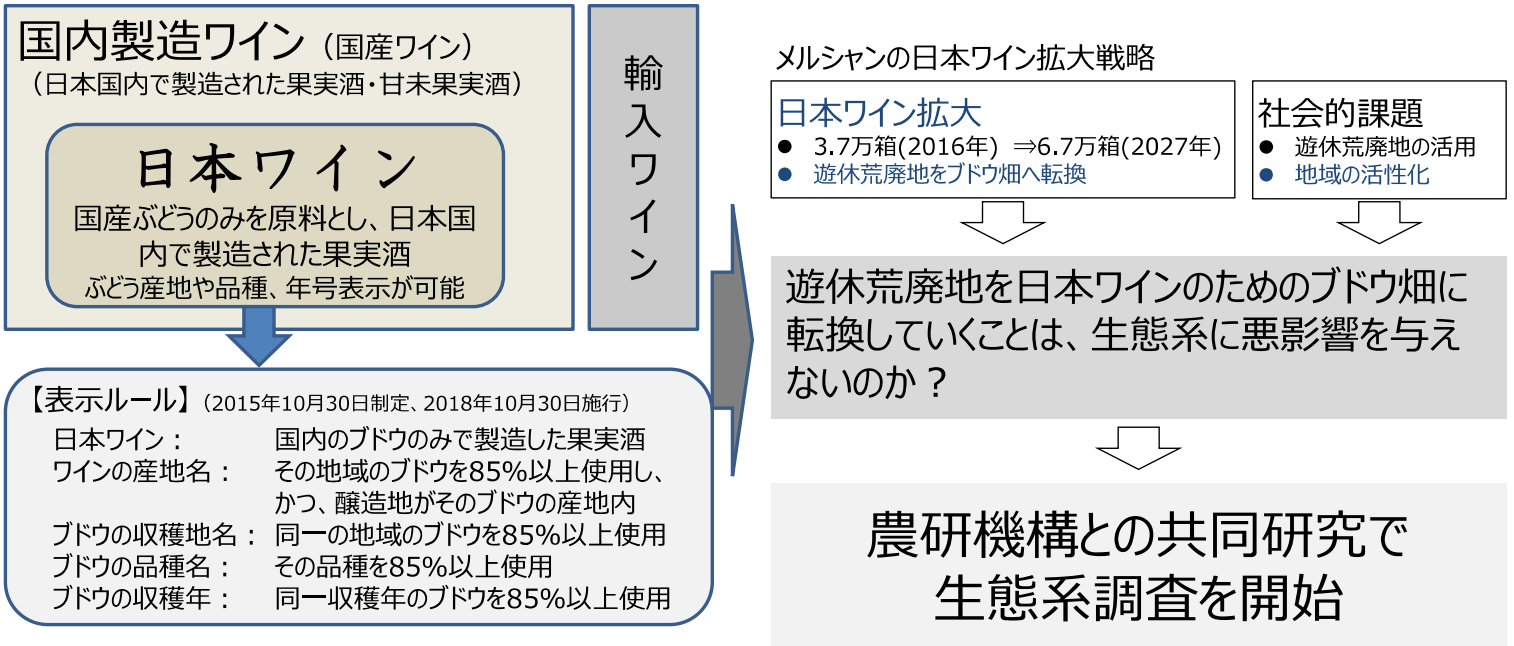 国内製造ワイン（国産ワイン）
（日本国内で製造された果実酒・甘未果実酒）
日本ワイン
国産ぶどうのみを原料とし、日本国
内で製造された果実酒
ぶどう産地や品種、年号表示が可能
輸入ワイン
【表示ルール】（2015年10月30日制定、2018年10月30日施行）
日本ワイン： 国内のブドウのみで製造した果実酒
ワインの産地名： その地域のブドウを85%以上使用し、
かつ、醸造地がそのブドウの産地内
ブドウの収穫地名： 同一の地域のブドウを85%以上使用
ブドウの品種名： その品種を85%以上使用
ブドウの収穫年： 同一収穫年のブドウを85%以上使用
メルシャンの日本ワイン拡大戦略
日本ワイン拡大
● 3.7万箱(2016年) ⇒6.7万箱(2027年)
● 遊休荒廃地をブドウ畑へ転換
社会的課題
● 遊休荒廃地の活用
● 地域の活性化
遊休荒廃地を日本ワインのためのブドウ畑に
転換していくことは、生態系に悪影響を与え
ないのか？
農研機構との共同研究で
生態系調査を開始